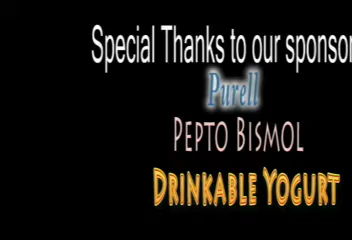 Special Thanks to our sponsor
Purell
Pepto Bismol
Drinkable Yogurt